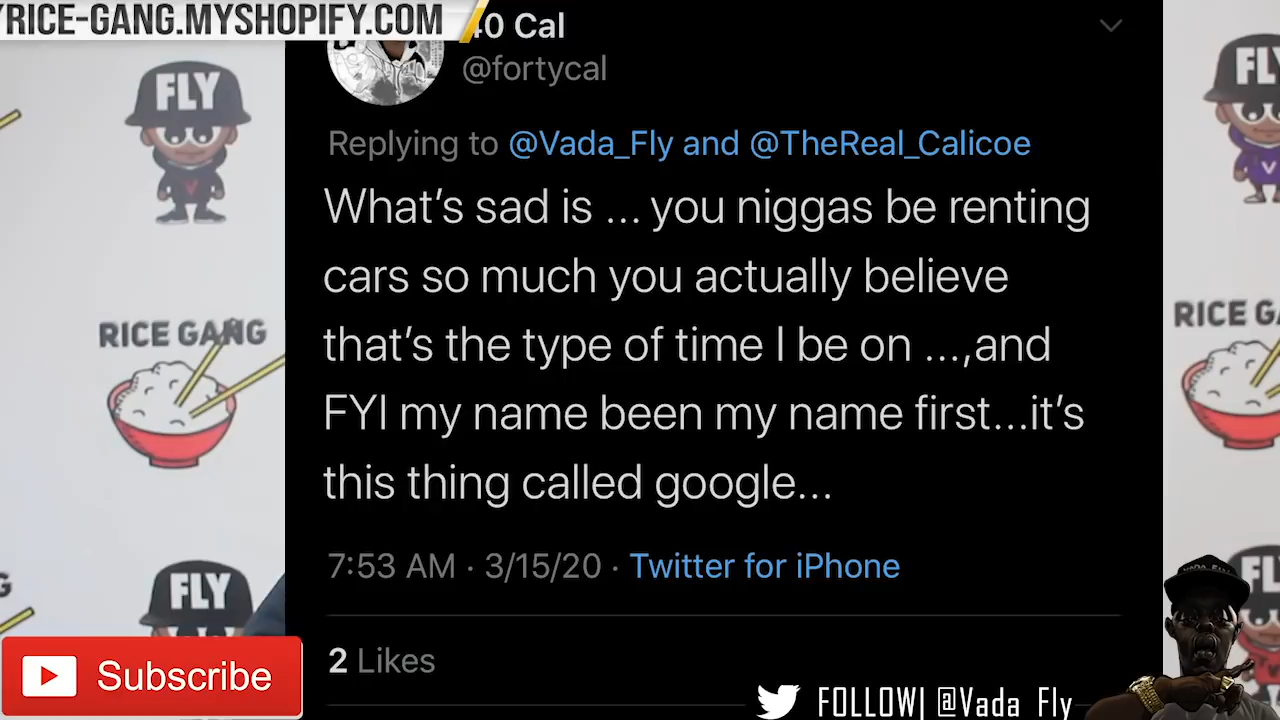 YRICE-GANG.MYSHOPIFY.COM
40 Cal
@fortycal
Replying to @Vada_Fly and @TheReal_Calicoe
What's sad is ... you niggas be renting
cars so much you actually believe
that's the type of time I be on ...,and
FYI my name been my name first...it's
this thing called google...
7:53 AM · 3/15/20 · Twitter for iPhone
2 Likes
FLY
RICE GANG
FLY
FLY
RICE GA
FL
Subscribe
FOLLOW| @Vada_Fly